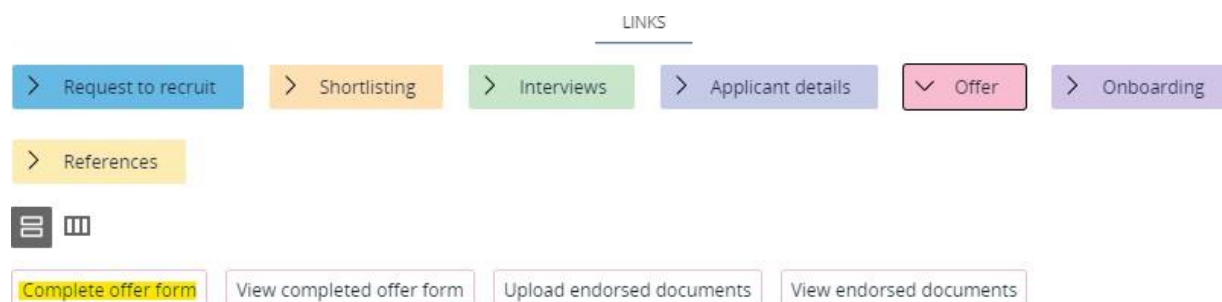 LINKS
Request to recruit Shortlisting Interviews Applicant details Offer Onboarding
References
Complete offer form View completed offer form Upload endorsed documents View endorsed documents